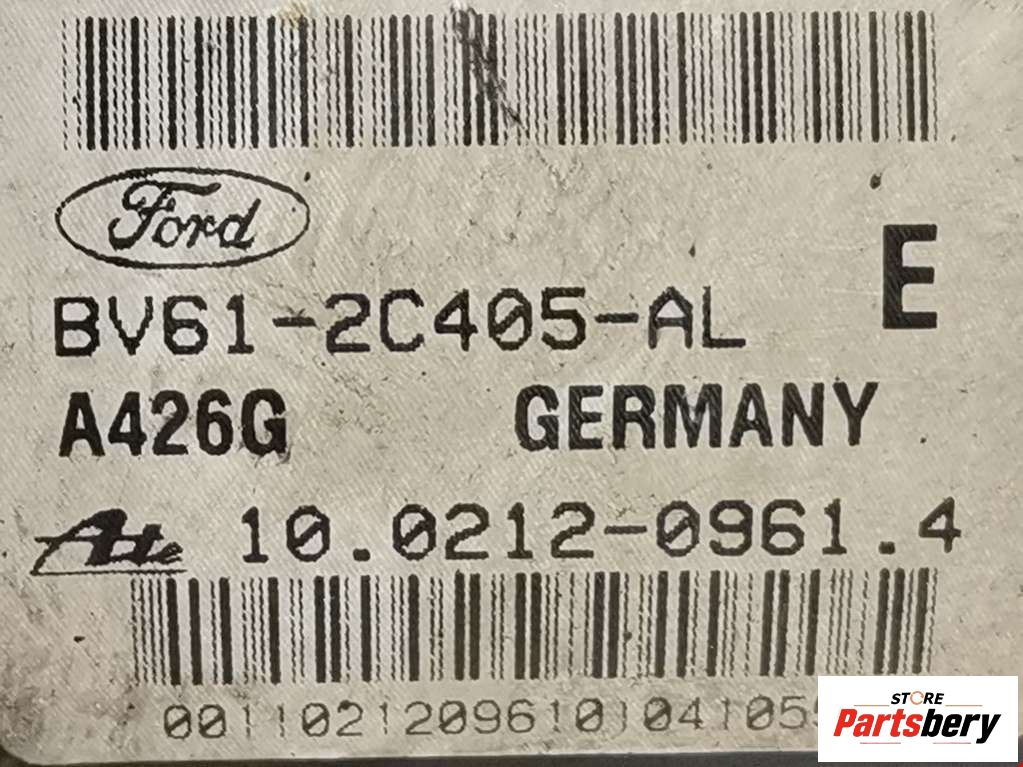 Ford
E
BV61-2C405-AL
A426G GERMANY
Ate 10.0212-0961.4
STORE
Partsbery